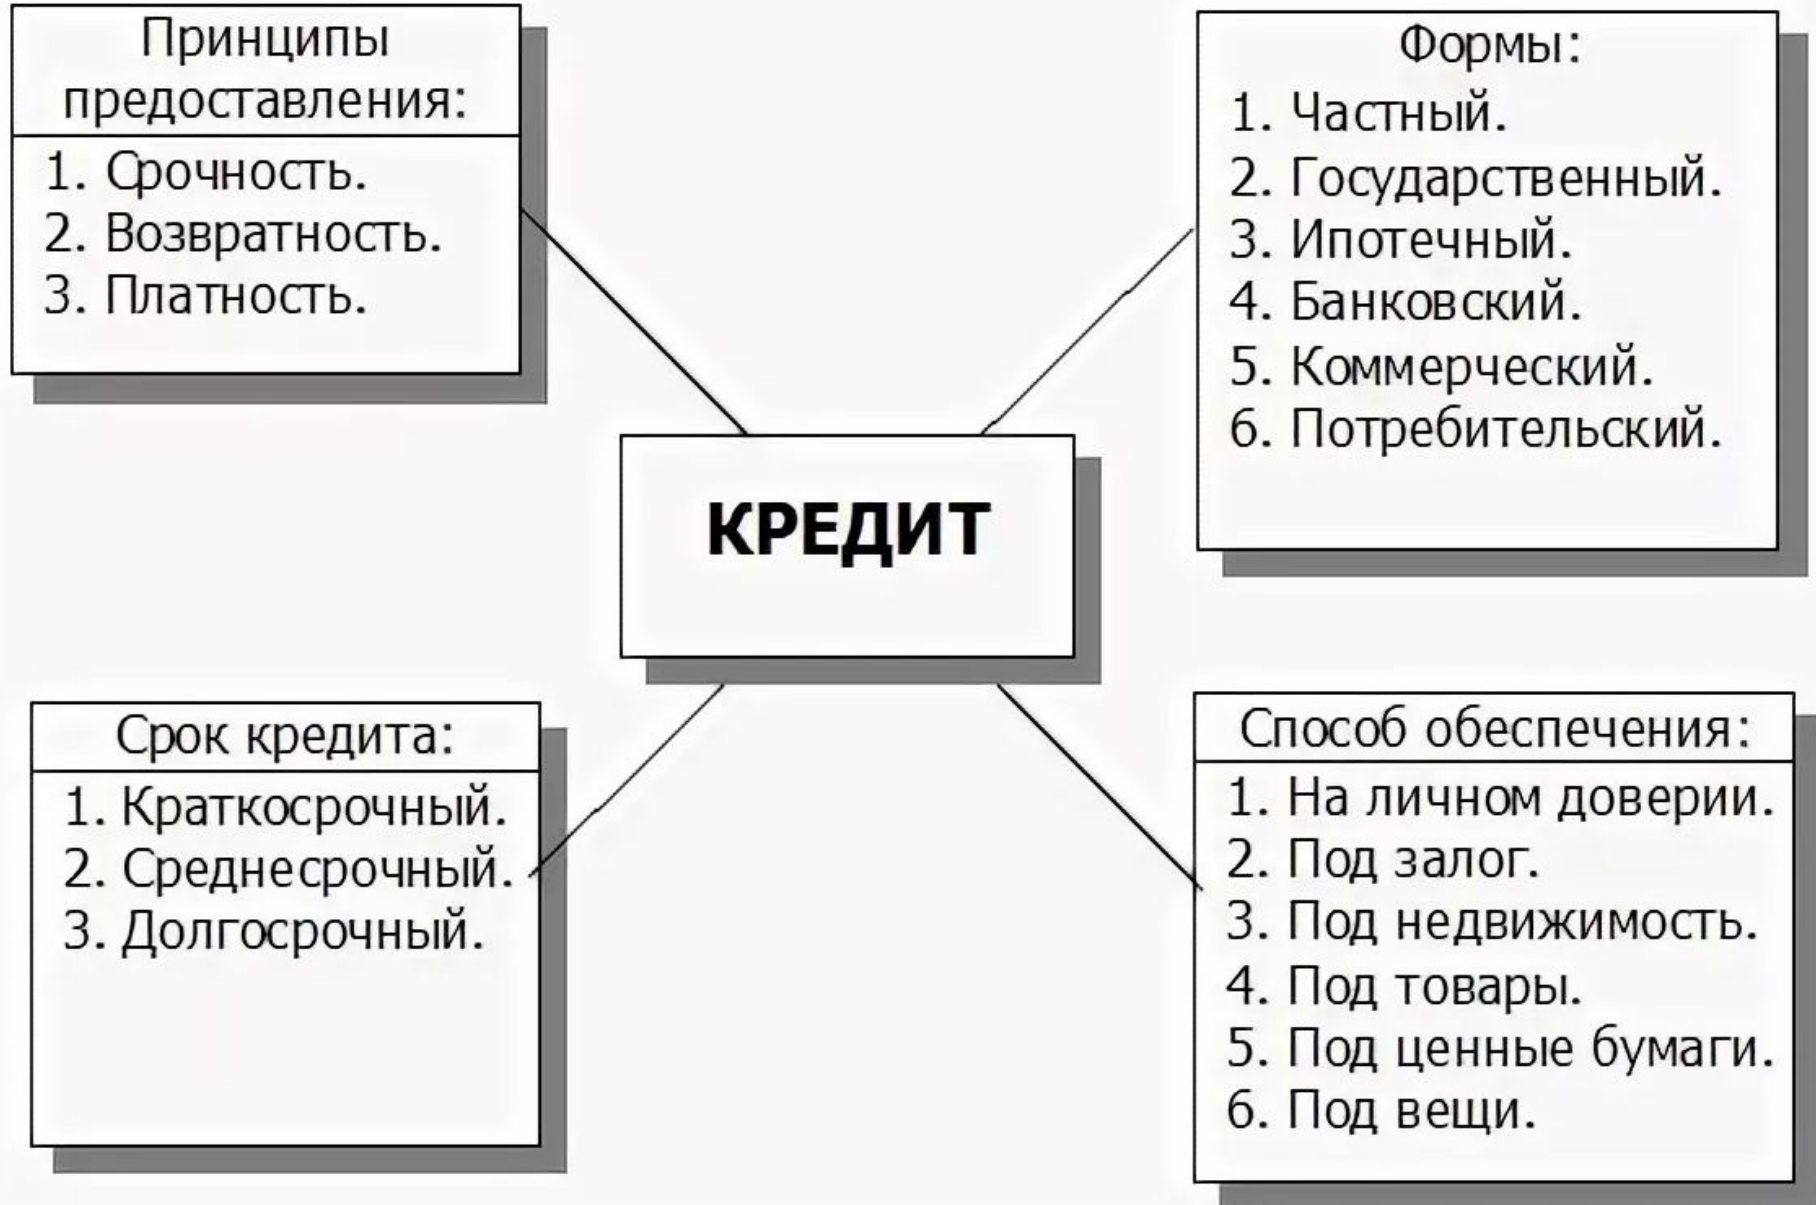 Принципы
предоставления:
1. Срочность.
2. Возвратность.
3. Платность.
Формы:
1. Частный.
2. Государственный.
3. Ипотечный.
4. Банковский.
5. Коммерческий.
6. Потребительский.
КРЕДИТ
Срок кредита:
1. Краткосрочный.
2. Среднесрочный.
3. Долгосрочный.
Способ обеспечения:
1. На личном доверии.
2. Под залог.
3. Под недвижимость.
4. Под товары.
5. Под ценные бумаги.
6. Под вещи.